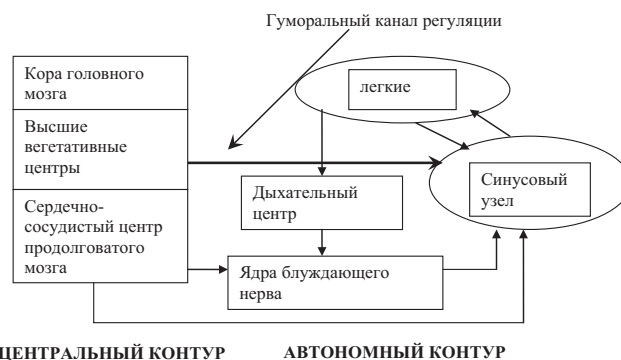 Гуморальный канал регуляции
Кора головного
мозга
Высшие
вегетативные
центры
Сердечно-
сосудистый центр
продолговатого
мозга
легкие
Дыхательный
центр
Синусовый
узел
Ядра блуждающего
нерва
ЦЕНТРАЛЬНЫЙ КОНТУР
АВТОНОМНЫЙ КОНТУР